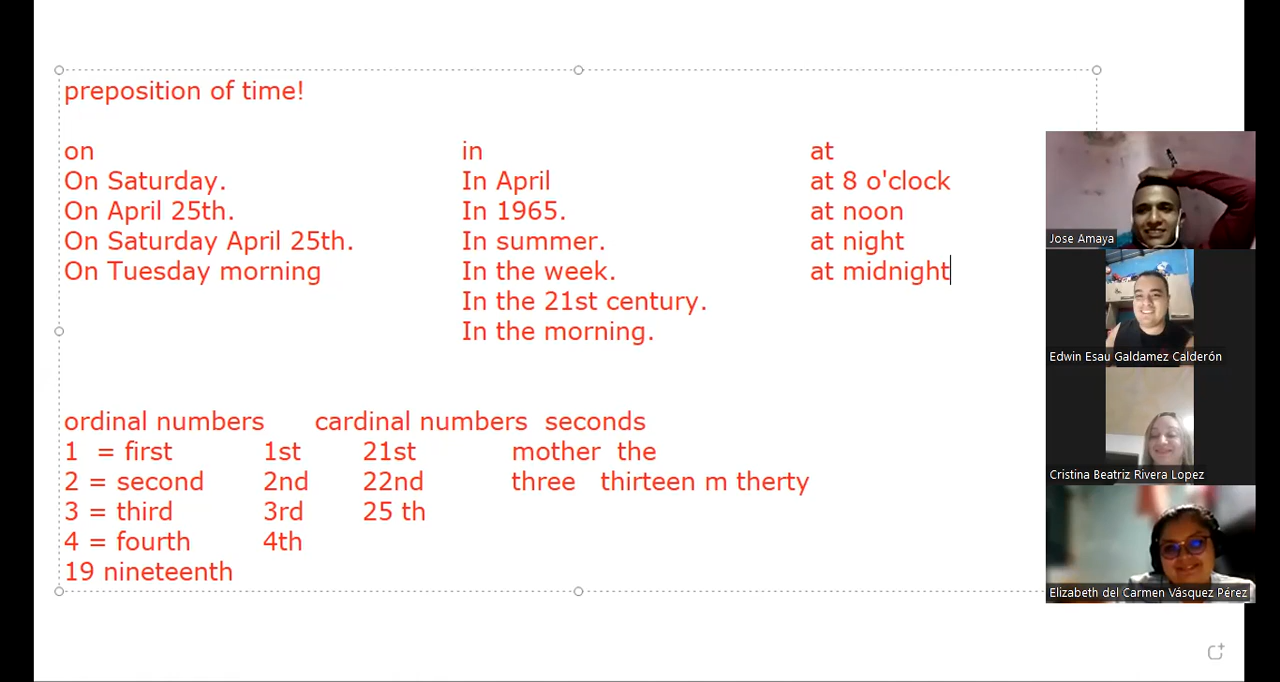 preposition of time!
on in at
On Saturday. In April at 8 o'clock
On April 25th. In 1965. at noon
On Saturday April 25th. In summer. at night
On Tuesday morning In the week. at midnight
In the 21st century.
In the morning.
ordinal numbers cardinal numbers seconds
1 = first 1st 21st mother the
2 = second 2nd 22nd three thirteen m therty
3 = third 3rd 25 th
4 = fourth 4th
19 nineteenth
Jose Amaya
Edwin Esau Galdamez Calderón
Cristina Beatriz Rivera Lopez
Elizabeth del Carmen Vásquez Pérez